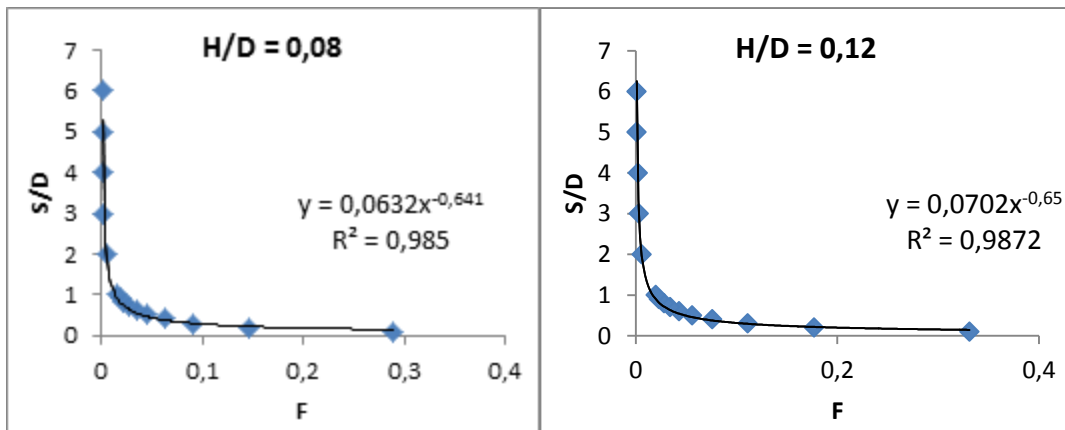 H/D = 0,08
7
6
5
4
3
2
1
0
S/D
y = 0,0632x^-0,641
R² = 0,985
0 0,1 0,2 0,3 0,4
F
H/D = 0,12
7
6
5
4
3
2
1
0
S/D
y = 0,0702x^-0,65
R² = 0,9872
0 0,2 0,4
F